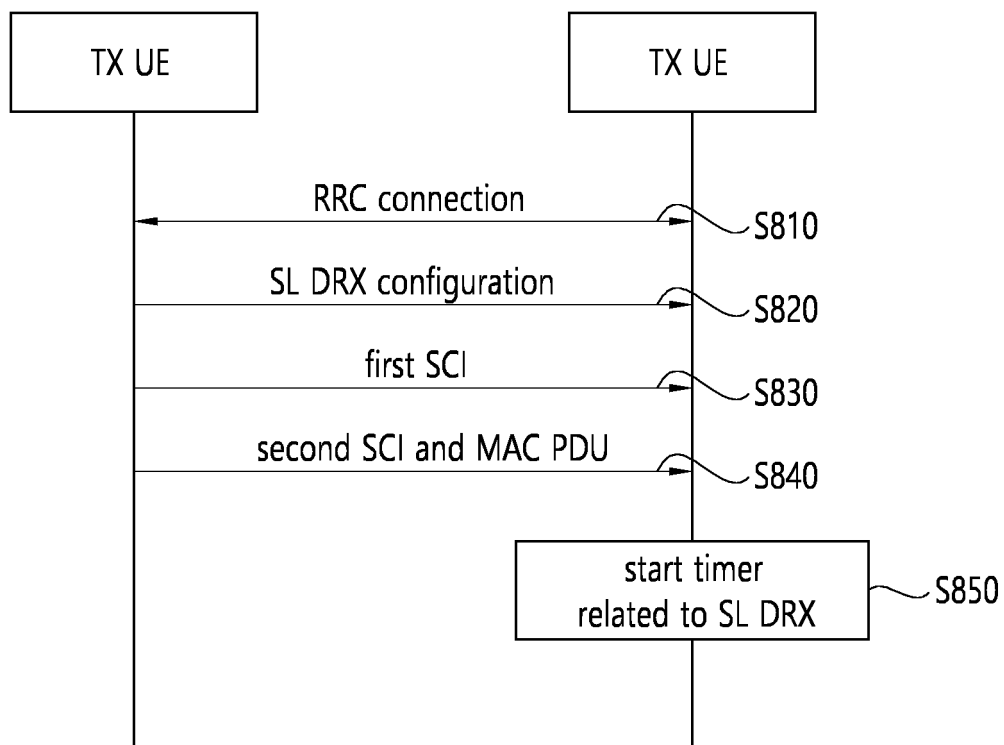 TX UE
TX UE
RRC connection
S810
SL DRX configuration
S820
first SCI
S830
second SCI and MAC PDU
S840
start timer
related to SL DRX
S850